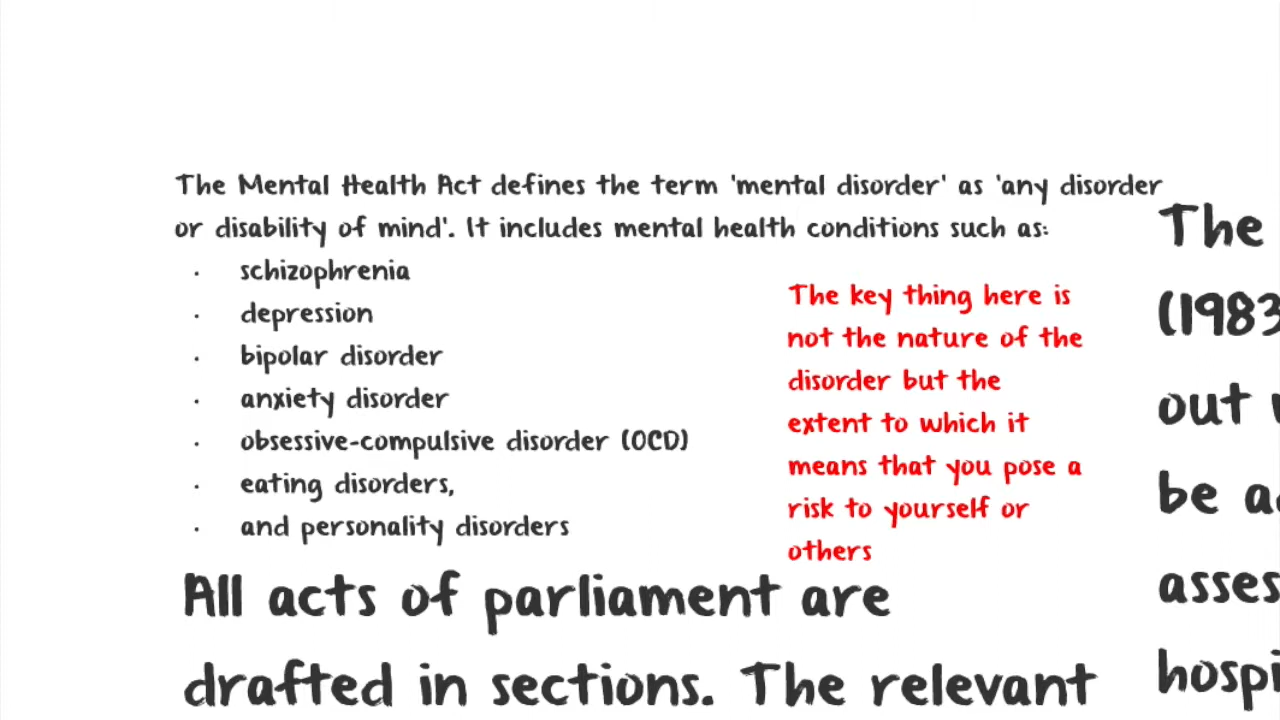 The Mental Health Act defines the term 'mental disorder' as 'any disorder
or disability of mind'. It includes mental health conditions such as:
· schizophrenia
· depression
· bipolar disorder
· anxiety disorder
· obsessive-compulsive disorder (OCD)
· eating disorders,
· and personality disorders
The key thing here is
not the nature of the
disorder but the
extent to which it
means that you pose a
risk to yourself or
others
All acts of parliament are
drafted in sections. The relevant
The
(1983
out
be